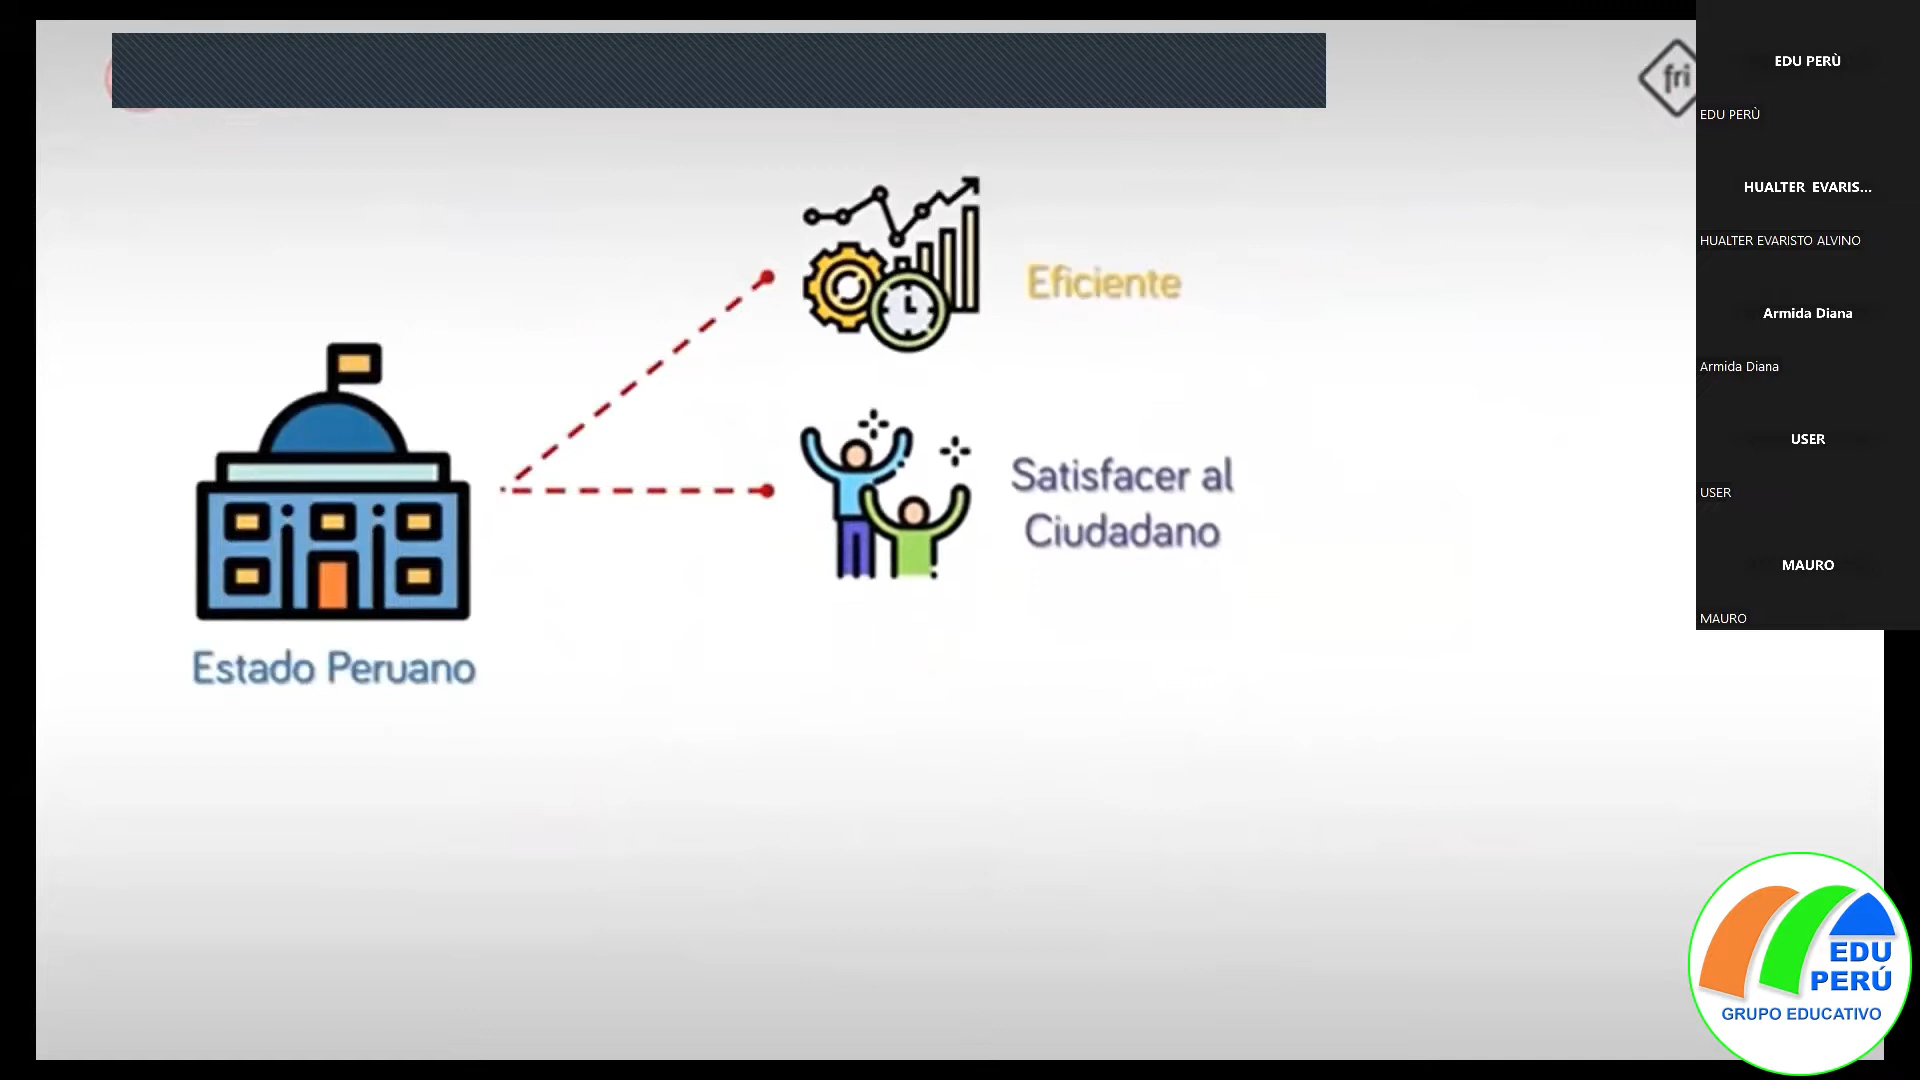 fri
Eficiente
Satisfacer al
Ciudadano
Estado Peruano
EDU PERÙ
EDU PERÙ
HUALTER EVARIS...
HUALTER EVARISTO ALVINO
Armida Diana
Armida Diana
USER
USER
MAURO
MAURO
EDU
PERÚ
GRUPO EDUCATIVO